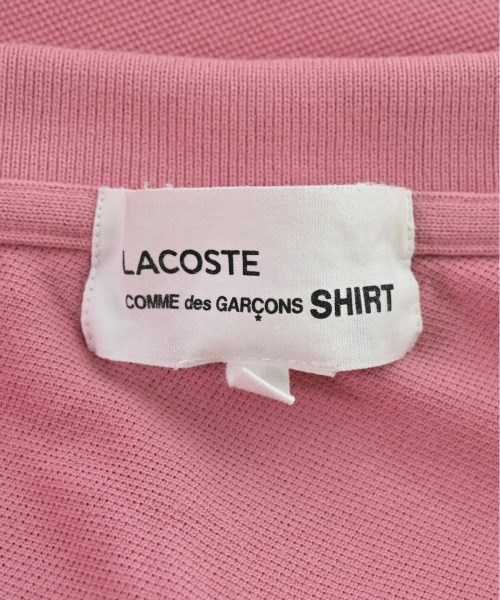 LACOSTE
COMME des GARÇONS SHIRT